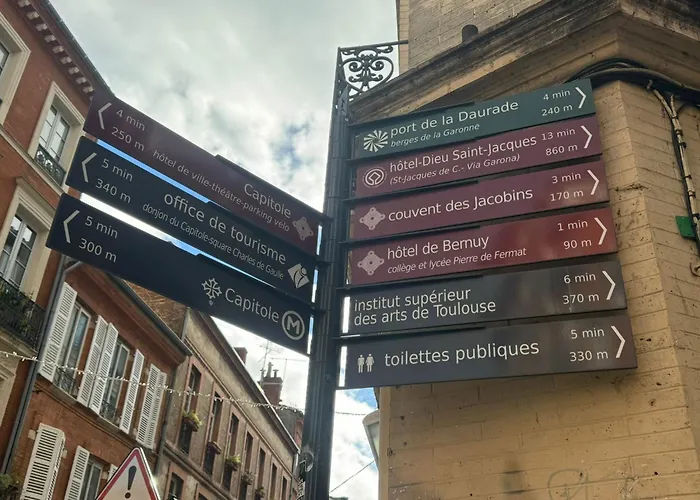 4 min
250 m
Capitole
hôtel de ville-théâtre-parking vélo
5 min
340 m
office de tourisme
donjon du Capitole-square Charles de Gaulle
5 min
300 m
Capitole
M
port de la Daurade
berges de la Garonne
4 min
240 m
hôtel-Dieu Saint-Jacques
(St-Jacques de C.- Via Garona)
13 min
860 m
couvent des Jacobins
3 min
170 m
hôtel de Bernuy
collège et lycée Pierre de Fermat
1 min
90 m
institut supérieur
des arts de Toulouse
6 min
370 m
toilettes publiques
5 min
330 m